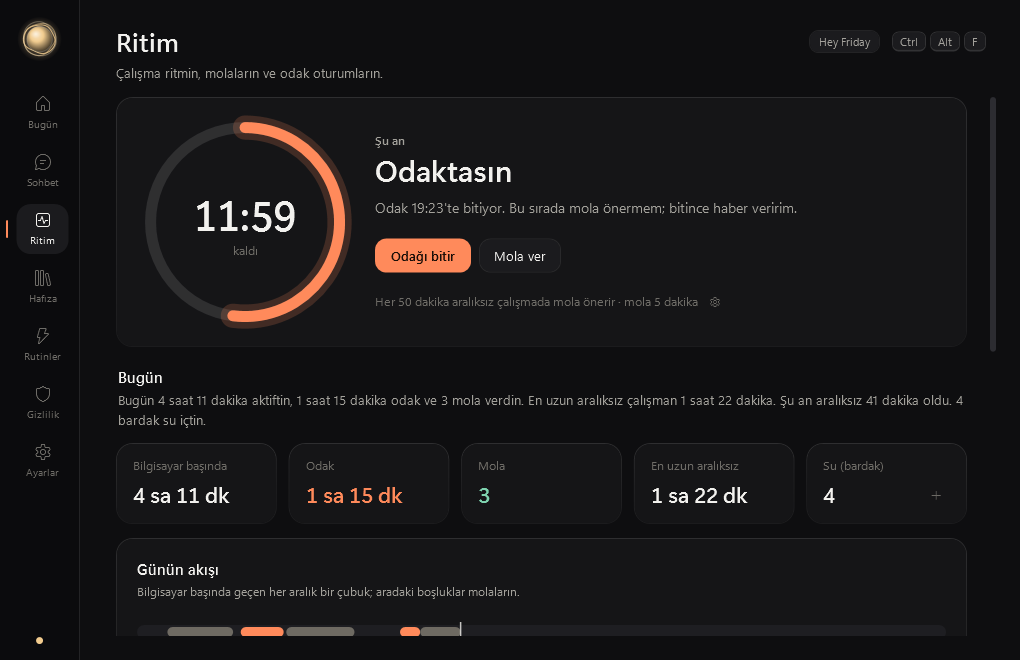 Ritim
Hey Friday
Ctrl
Alt
F
Çalışma ritmin, molaların ve odak oturumların.
Bugün
Sohbet
Ritim
Hafıza
Rutinler
Gizlilik
Ayarlar
11:59
kaldı
Şu an
Odaktasın
Odak 19:23'te bitiyor. Bu sırada mola önermem; bitince haber veririm.
Odağı bitir
Mola ver
Her 50 dakika aralıksız çalışmada mola önerir · mola 5 dakika
Bugün
Bugün 4 saat 11 dakika aktiftin, 1 saat 15 dakika odak ve 3 mola verdin. En uzun aralıksız çalışman 1 saat 22 dakika. Şu an aralıksız 41 dakika oldu. 4
bardak su içtin.
Bilgisayar başında
4 sa 11 dk
Odak
1 sa 15 dk
Mola
3
En uzun aralıksız
1 sa 22 dk
Su (bardak)
4
+
Günün akışı
Bilgisayar başında geçen her aralık bir çubuk; aradaki boşluklar molaların.